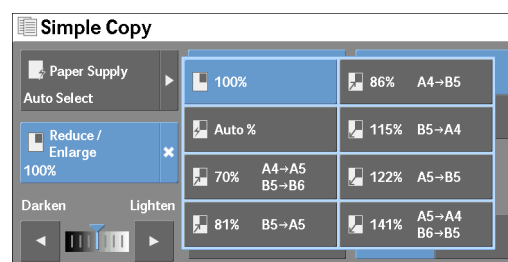 Simple Copy
Paper Supply
Auto Select
Reduce /
Enlarge
100%
Darken Lighten
100%
86% A4→B5
Auto %
115% B5→A4
70% A4→A5
B5→B6
122% A5→B5
81% B5→A5
141% A5→A4
B6→B5